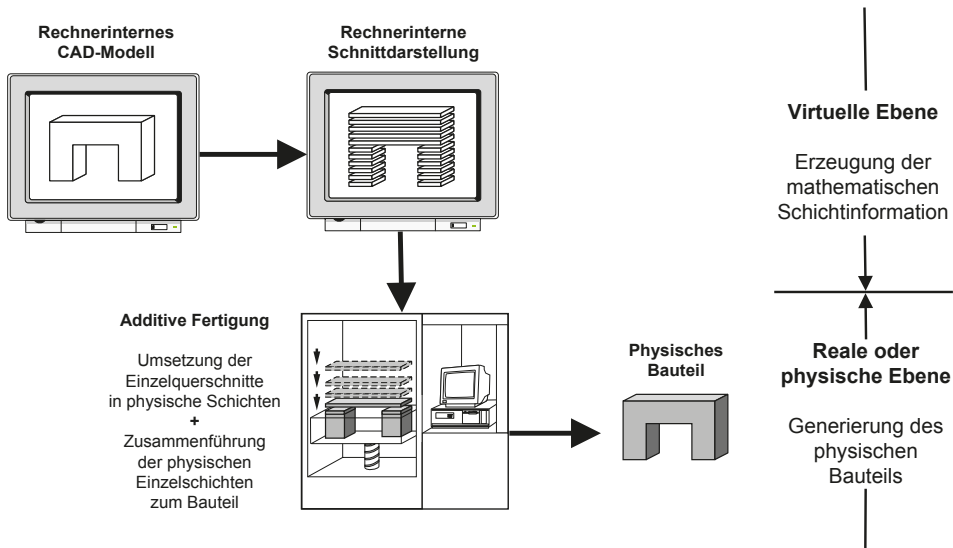 Rechnerinternes
CAD-Modell
Rechnerinterne
Schnittdarstellung
Virtuelle Ebene
Erzeugung der
mathematischen
Schichtinformation
Additive Fertigung
Umsetzung der
Einzelquerschnitte
in physische Schichten
+
Zusammenführung
der physischen
Einzelschichten
zum Bauteil
Physisches
Bauteil
Reale oder
physische Ebene
Generierung des
physischen
Bauteils